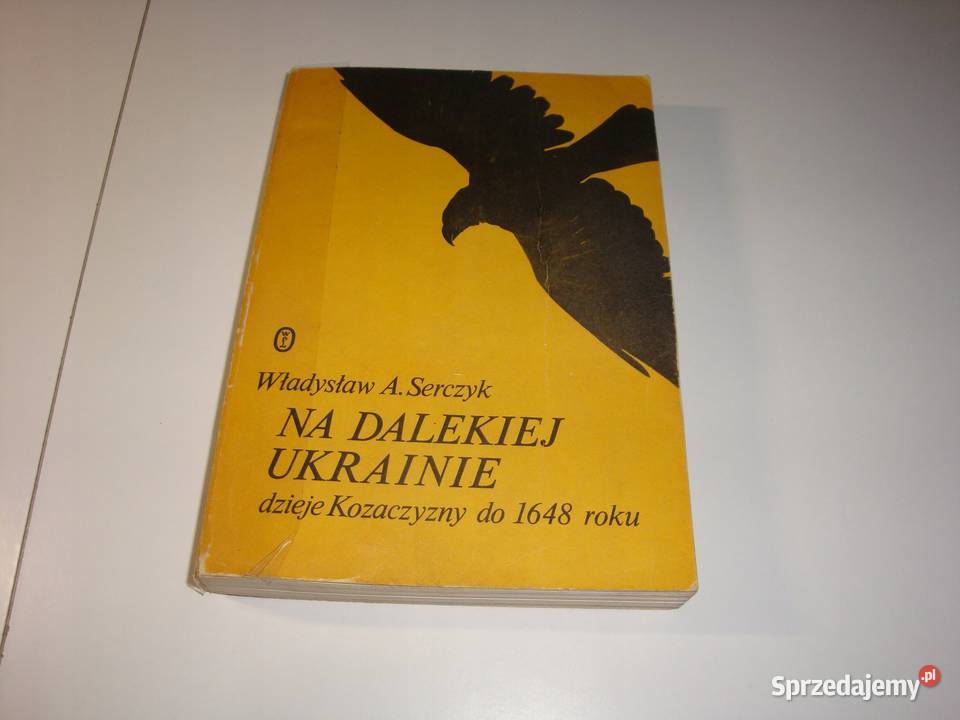 Władysław A. Serczyk
NA DALEKIEJ
UKRAINIE
dzieje Kozaczyzny do 1648 roku
Sprzedajemy.pl